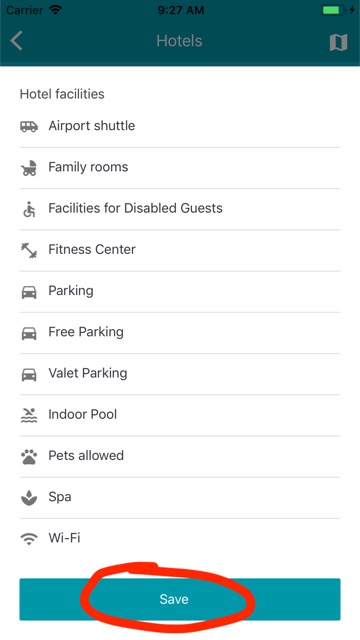 Carrier 9:27 AM
Hotels
Hotel facilities
Airport shuttle
Family rooms
Facilities for Disabled Guests
Fitness Center
Parking
Free Parking
Valet Parking
Indoor Pool
Pets allowed
Spa
Wi-Fi
Save